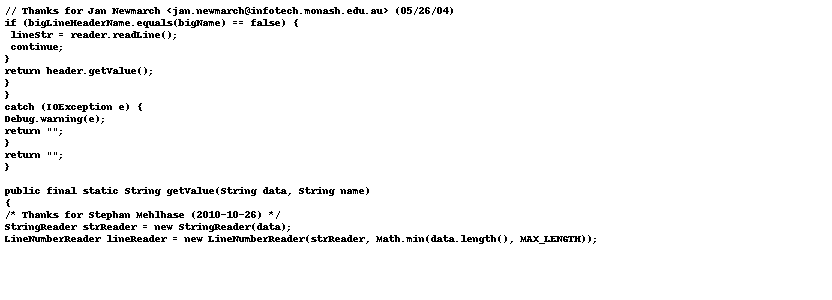 // Thanks for Jan Newmarch <jan.newmarch@infotech.monash.edu.au> (05/26/04)
if (bigLineHeaderName.equals(bigName) == false) {
 lineStr = reader.readLine();
 continue;
}
return header.getValue();
}
}
catch (IOException e) {
Debug.warning(e);
return "";
}
return "";
}

public final static String getValue(String data, String name)
{
/* Thanks for Stephan Mehlhase (2010-10-26) */
StringReader strReader = new StringReader(data);
LineNumberReader lineReader = new LineNumberReader(strReader, Math.min(data.length(), MAX_LENGTH));